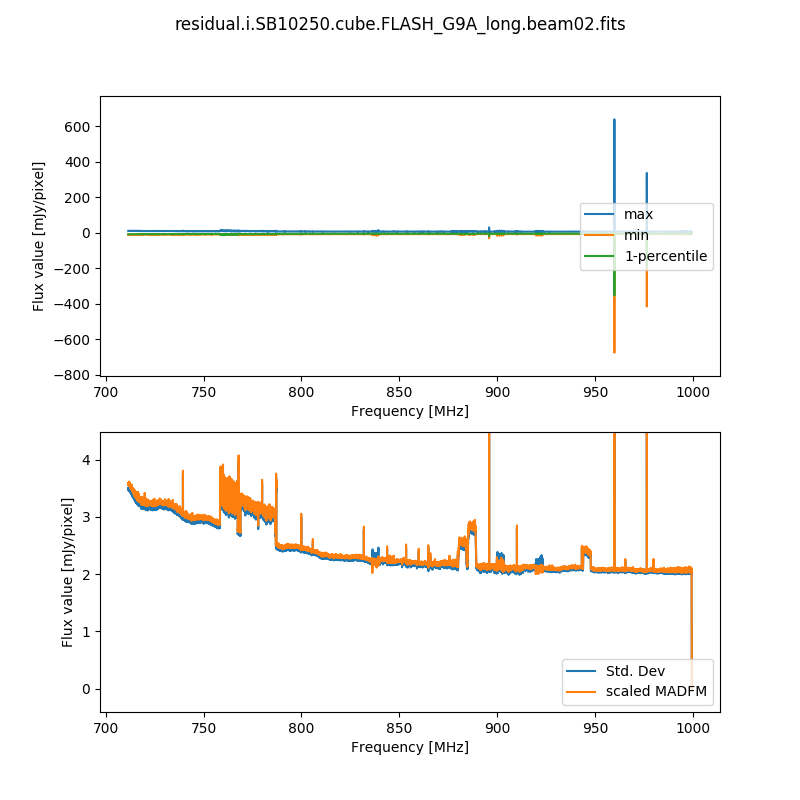 residual.i.SB10250.cube.FLASH_G9A_long.beam02.fits
Flux value [mJy/pixel]
600
400
200
0
−200
−400
−600
−800
max
min
1-percentile
700
750
800
850
900
950
1000
Frequency [MHz]
Flux value [mJy/pixel]
4
3
2
1
0
Std. Dev
scaled MADFM
700
750
800
850
900
950
1000
Frequency [MHz]